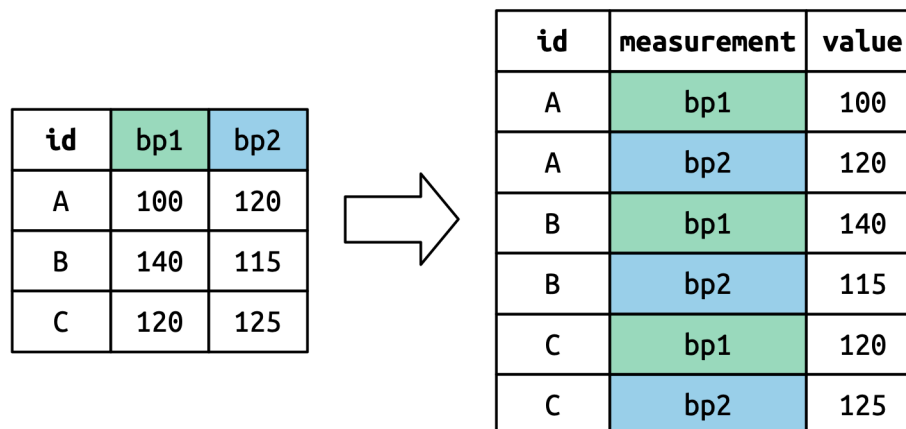 id bp1 bp2
A 100 120
B 140 115
C 120 125
id measurement value
A bp1 100
A bp2 120
B bp1 140
B bp2 115
C bp1 120
C bp2 125